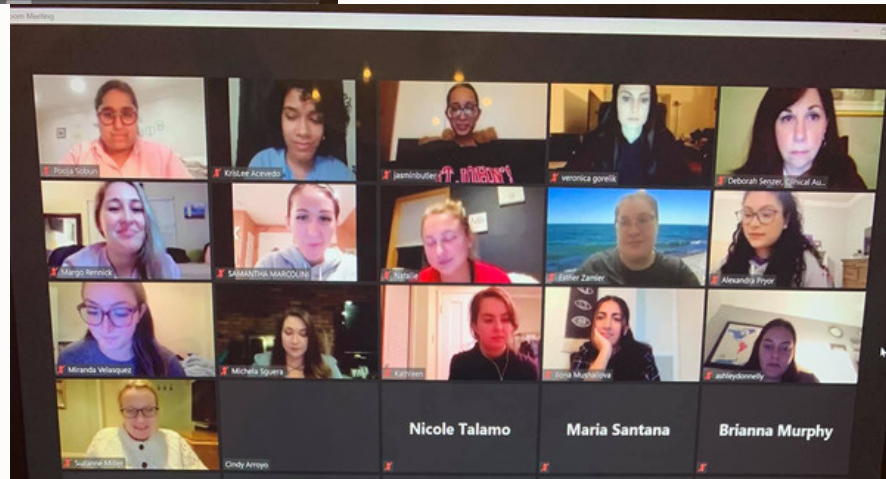 oom Meeting
Pooja Sobun
KrisLee Acevedo
jasminbutler
veronica gorelik
Deborah Senzer, Clinical Au...
Margo Rennick
SAMANTHA MARCOLINI
Natalie
Esther Zamler
Alexandra Pryor
Miranda Velasquez
Michela Sguera
Kathleen
Ilona Mushailova
ashleydonnelly
Suzanne Miller
Cindy Arroyo
Nicole Talamo
Maria Santana
Brianna Murphy